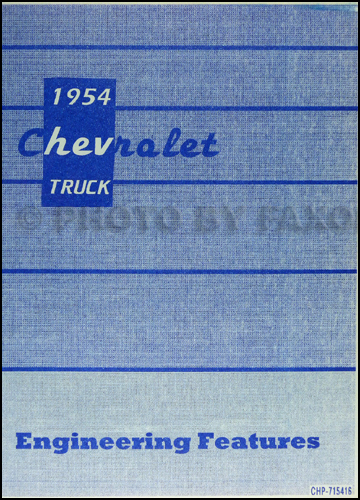 1954
Chevrolet
TRUCK
© PHOTO BY FAXON
Engineering Features
CHP-715416